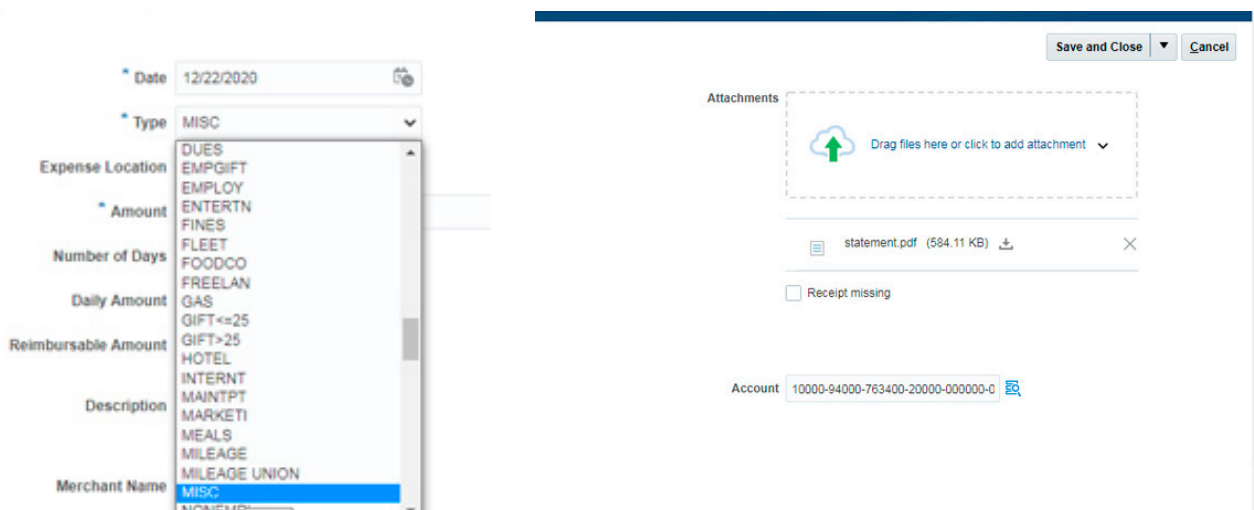 * Date 12/22/2020
* Type MISC
DUES
Expense Location EMPGIFT
EMPLOY
* Amount ENTERTN
FINES
Number of Days FLEET
FOODCO
FREELAN
Daily Amount GAS
GIFT<=25
Reimbursable Amount GIFT>25
HOTEL
INTERNT
MAINTPT
Description MARKETI
MEALS
MILEAGE
MILEAGE UNION
Merchant Name MISC
Save and Close Cancel
Attachments
Drag files here or click to add attachment
statement.pdf (584.11 KB)
Receipt missing
Account 10000-94000-763400-20000-000000-0